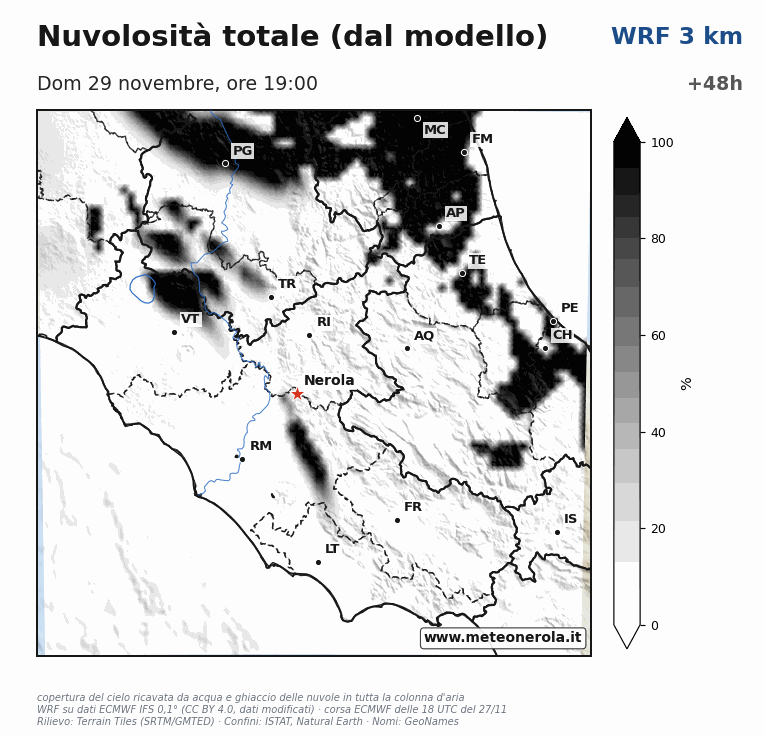 Nuvolosità totale (dal modello)
WRF 3 km
Dom 29 novembre, ore 19:00
+48h
MC
FM
PG
AP
TE
TR
PE
VT
RI
AQ
CH
Nerola
RM
FR
IS
LT
www.meteonerola.it
100
80
60
40
20
0
%
copertura del cielo ricavata da acqua e ghiaccio delle nuvole in tutta la colonna d'aria
WRF su dati ECMWF IFS 0,1° (CC BY 4.0, dati modificati) · corsa ECMWF delle 18 UTC del 27/11
Rilievo: Terrain Tiles (SRTM/GMTED) · Confini: ISTAT, Natural Earth · Nomi: GeoNames